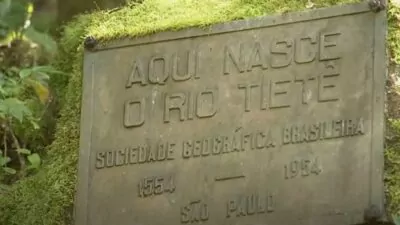 AQUI NASCE
O RIO TIETÊ
SOCIEDADE GEOGRÁFICA BRASILEIRA
1554 — 1954
SÃO PAULO